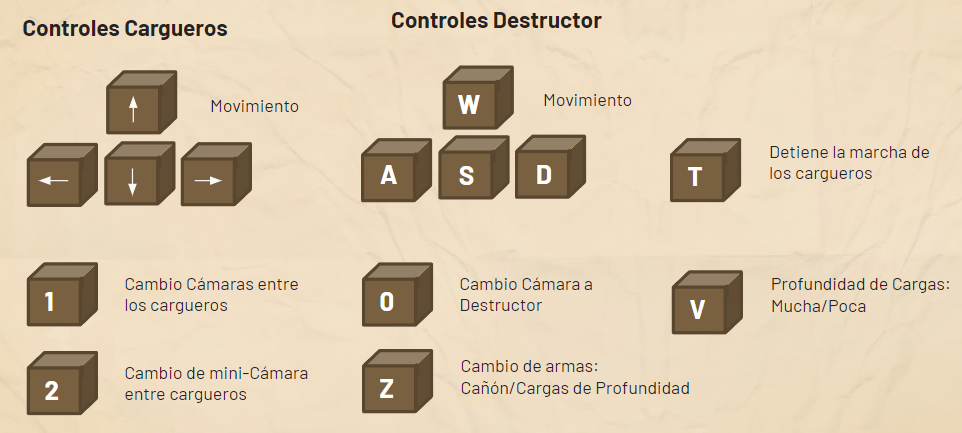 Controles Cargueros
↑
Movimiento
← ↓ →
1
Cambio Cámaras entre
los cargueros
2
Cambio de mini-Cámara
entre cargueros
Controles Destructor
W
Movimiento
A S D
T
Detiene la marcha de
los cargueros
0
Cambio Cámara a
Destructor
V
Profundidad de Cargas:
Mucha/Poca
Z
Cambio de armas:
Cañón/Cargas de Profundidad